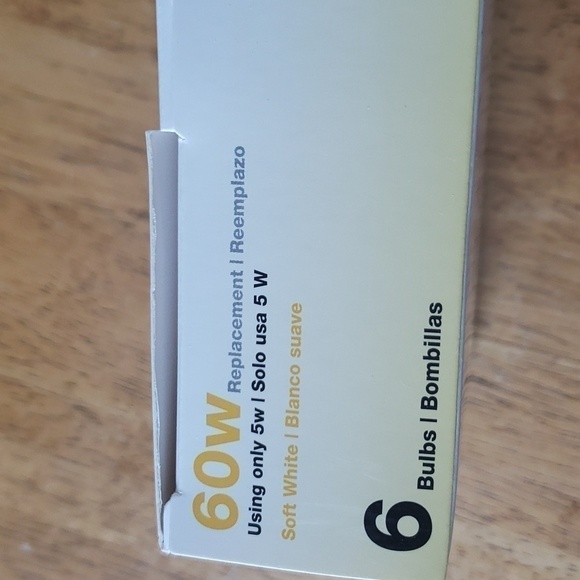 60w Replacement | Reemplazo
Using only 5w | Solo usa 5 W
Soft White | Blanco suave
6 Bulbs | Bombillas